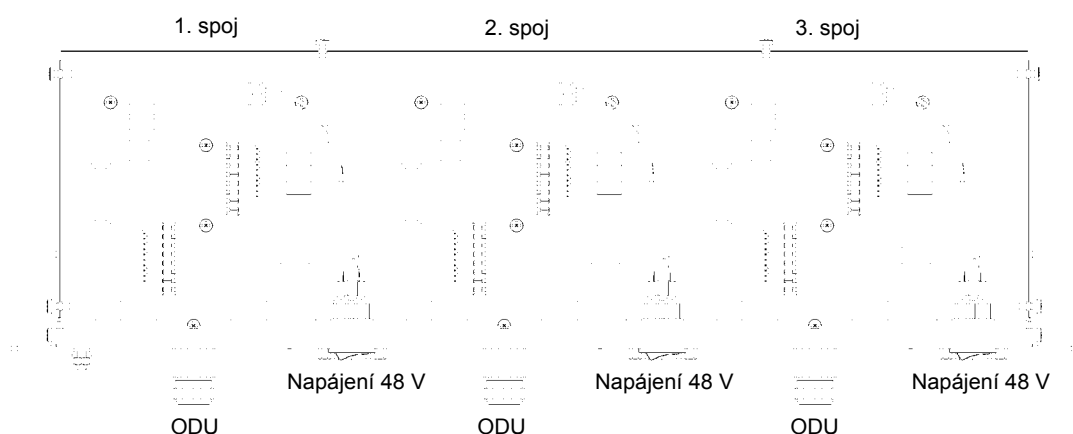 1. spoj 2. spoj 3. spoj
Napájení 48 V Napájení 48 V Napájení 48 V
ODU ODU ODU